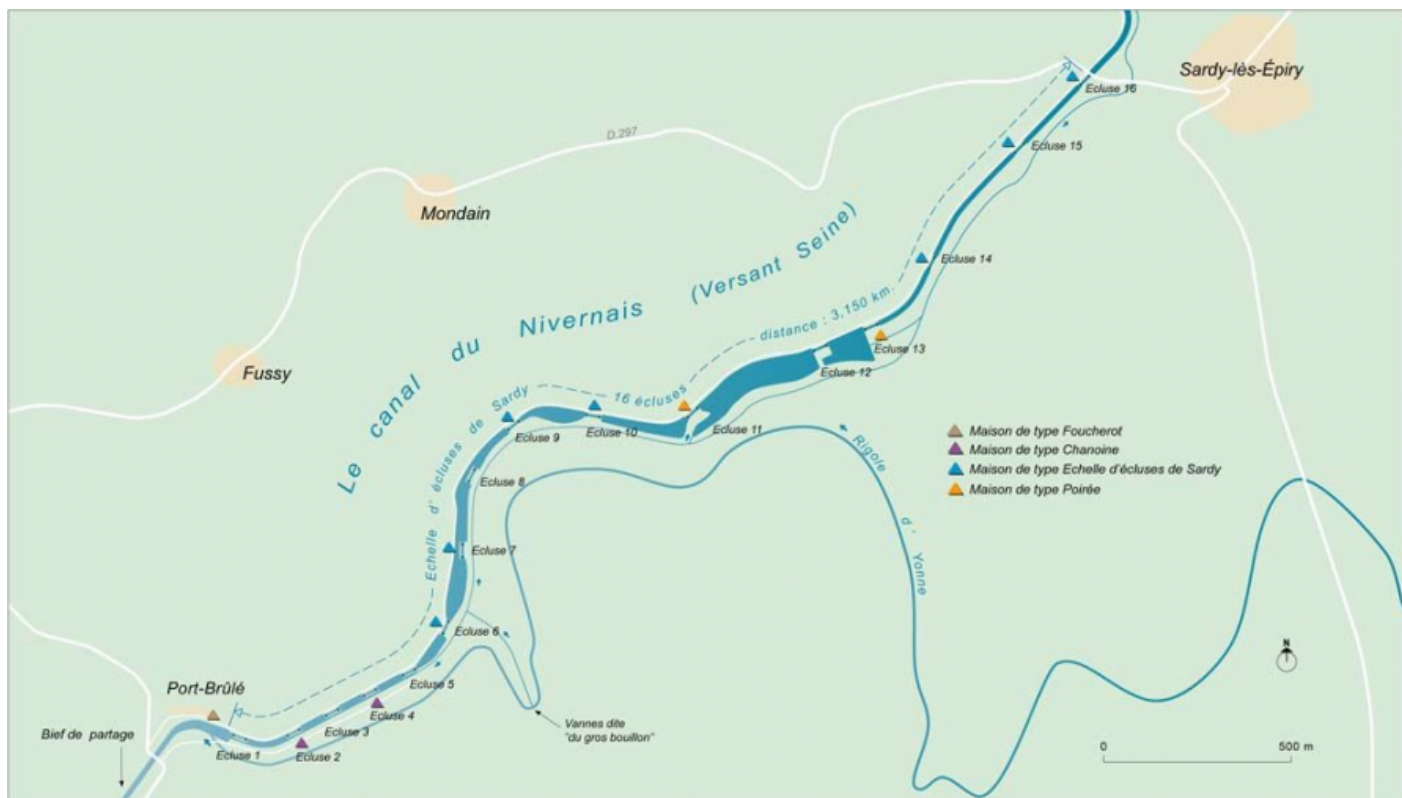 Sardy-lès-Épiry
Ecluse 16
D.297
Ecluse 15
Mondain
Le canal du Nivernais (Versant Seine)
Ecluse 14
distance : 3,150 km.
Ecluse 13
Fussy
Ecluse 12
16 écluses
Echelle d' écluses de Sardy
Ecluse 11
Ecluse 10
Ecluse 9
Maison de type Foucherot
Maison de type Chanoine
Maison de type Echelle d'écluses de Sardy
Maison de type Poirée
Rigole d' Yonne
Ecluse 8
Ecluse 7
Ecluse 6
N
Ecluse 5
Port-Brûlé
Ecluse 4
Ecluse 3
Vannes dite
"du gros bouillon"
Bief de partage
Ecluse 1
Ecluse 2
0 500 m